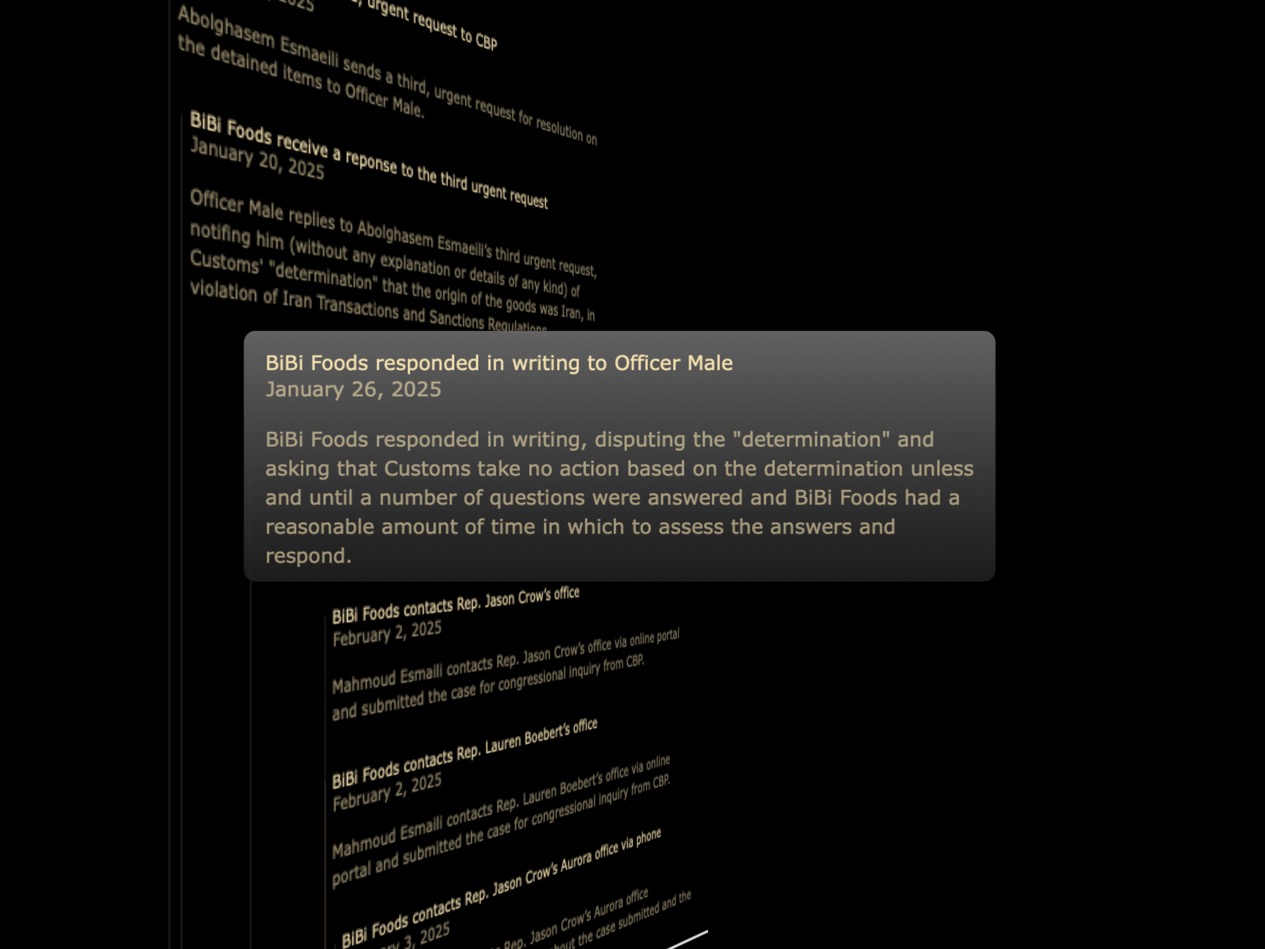 , 2025
, urgent request to CBP
Abolghasem Esmaeili sends a third, urgent request for resolution on
the detained items to Officer Male.
BiBi Foods receive a reponse to the third urgent request
January 20, 2025
Officer Male replies to Abolghasem Esmaeili's third urgent request,
notifing him (without any explanation or details of any kind) of
Customs' "determination" that the origin of the goods was Iran, in
violation of Iran Transactions and Sanctions Regulations
BiBi Foods responded in writing to Officer Male
January 26, 2025
BiBi Foods responded in writing, disputing the "determination" and
asking that Customs take no action based on the determination unless
and until a number of questions were answered and BiBi Foods had a
reasonable amount of time in which to assess the answers and
respond.
BiBi Foods contacts Rep. Jason Crow's office
February 2, 2025
Mahmoud Esmaili contacts Rep. Jason Crow's office via online portal
and submitted the case for congressional inquiry from CBP.
BiBi Foods contacts Rep. Lauren Boebert's office
February 2, 2025
Mahmoud Esmaili contacts Rep. Lauren Boebert's office via online
portal and submitted the case for congressional inquiry from CBP.
BiBi Foods contacts Rep. Jason Crow's Aurora office via phone
3, 2025
Rep. Jason Crow's Aurora office
the case submitted and the